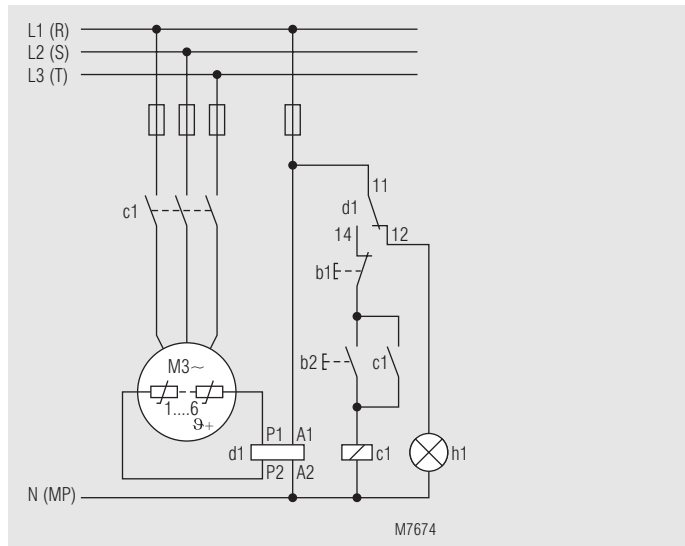 L1 (R)
L2 (S)
L3 (T)
c1
11
d1
14 12
b1
b2 c1
M3~
1....6
ϑ+
P1 A1
d1 c1 h1
P2 A2
N (MP)
M7674